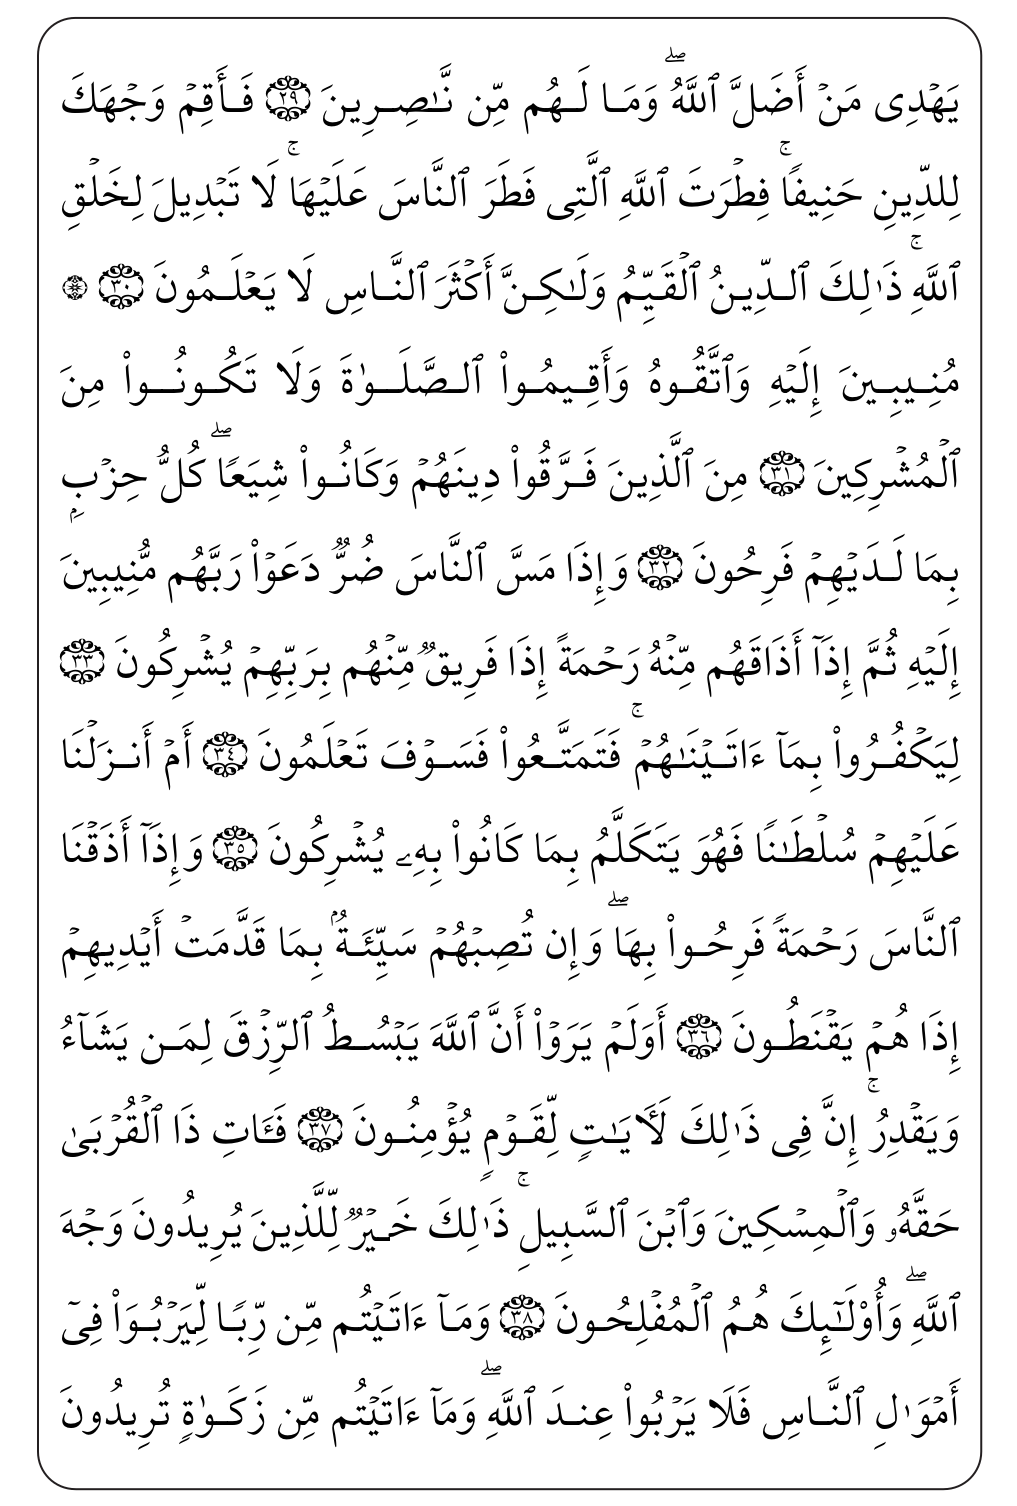 يَهۡدِى مَنۡ أَضَلَّ ٱللَّهُۖ وَمَا لَهُم مِّن نَّٰصِرِينَ ٢٩ فَأَقِمۡ وَجۡهَكَ
لِلدِّينِ حَنِيفٗاۚ فِطۡرَتَ ٱللَّهِ ٱلَّتِى فَطَرَ ٱلنَّاسَ عَلَيۡهَاۚ لَا تَبۡدِيلَ لِخَلۡقِ
ٱللَّهِۚ ذَٰلِكَ ٱلدِّينُ ٱلۡقَيِّمُ وَلَٰكِنَّ أَكۡثَرَ ٱلنَّاسِ لَا يَعۡلَمُونَ ٣٠ ۞
مُنِيبِينَ إِلَيۡهِ وَٱتَّقُوهُ وَأَقِيمُواْ ٱلصَّلَوٰةَ وَلَا تَكُونُواْ مِنَ
ٱلۡمُشۡرِكِينَ ٣١ مِنَ ٱلَّذِينَ فَرَّقُواْ دِينَهُمۡ وَكَانُواْ شِيَعٗاۖ كُلُّ حِزۡبِۭ
بِمَا لَدَيۡهِمۡ فَرِحُونَ ٣٢ وَإِذَا مَسَّ ٱلنَّاسَ ضُرّٞ دَعَوۡاْ رَبَّهُم مُّنِيبِينَ
إِلَيۡهِ ثُمَّ إِذَآ أَذَاقَهُم مِّنۡهُ رَحۡمَةً إِذَا فَرِيقٞ مِّنۡهُم بِرَبِّهِمۡ يُشۡرِكُونَ ٣٣
لِيَكۡفُرُواْ بِمَآ ءَاتَيۡنَٰهُمۡۚ فَتَمَتَّعُواْ فَسَوۡفَ تَعۡلَمُونَ ٣٤ أَمۡ أَنزَلۡنَا
عَلَيۡهِمۡ سُلۡطَٰنٗا فَهُوَ يَتَكَلَّمُ بِمَا كَانُواْ بِهِۦ يُشۡرِكُونَ ٣٥ وَإِذَآ أَذَقۡنَا
ٱلنَّاسَ رَحۡمَةٗ فَرِحُواْ بِهَاۖ وَإِن تُصِبۡهُمۡ سَيِّئَةُۢ بِمَا قَدَّمَتۡ أَيۡدِيهِمۡ
إِذَا هُمۡ يَقۡنَطُونَ ٣٦ أَوَلَمۡ يَرَوۡاْ أَنَّ ٱللَّهَ يَبۡسُطُ ٱلرِّزۡقَ لِمَن يَشَآءُ
وَيَقۡدِرُۚ إِنَّ فِى ذَٰلِكَ لَأٓيَٰتٖ لِّقَوۡمٖ يُؤۡمِنُونَ ٣٧ فَـَٔاتِ ذَا ٱلۡقُرۡبَىٰ
حَقَّهُۥ وَٱلۡمِسۡكِينَ وَٱبۡنَ ٱلسَّبِيلِۚ ذَٰلِكَ خَيۡرٞ لِّلَّذِينَ يُرِيدُونَ وَجۡهَ
ٱللَّهِۖ وَأُوْلَٰٓئِكَ هُمُ ٱلۡمُفۡلِحُونَ ٣٨ وَمَآ ءَاتَيۡتُم مِّن رِّبٗا لِّيَرۡبُوَاْ فِىٓ
أَمۡوَٰلِ ٱلنَّاسِ فَلَا يَرۡبُواْ عِندَ ٱللَّهِۖ وَمَآ ءَاتَيۡتُم مِّن زَكَوٰةٖ تُرِيدُونَ